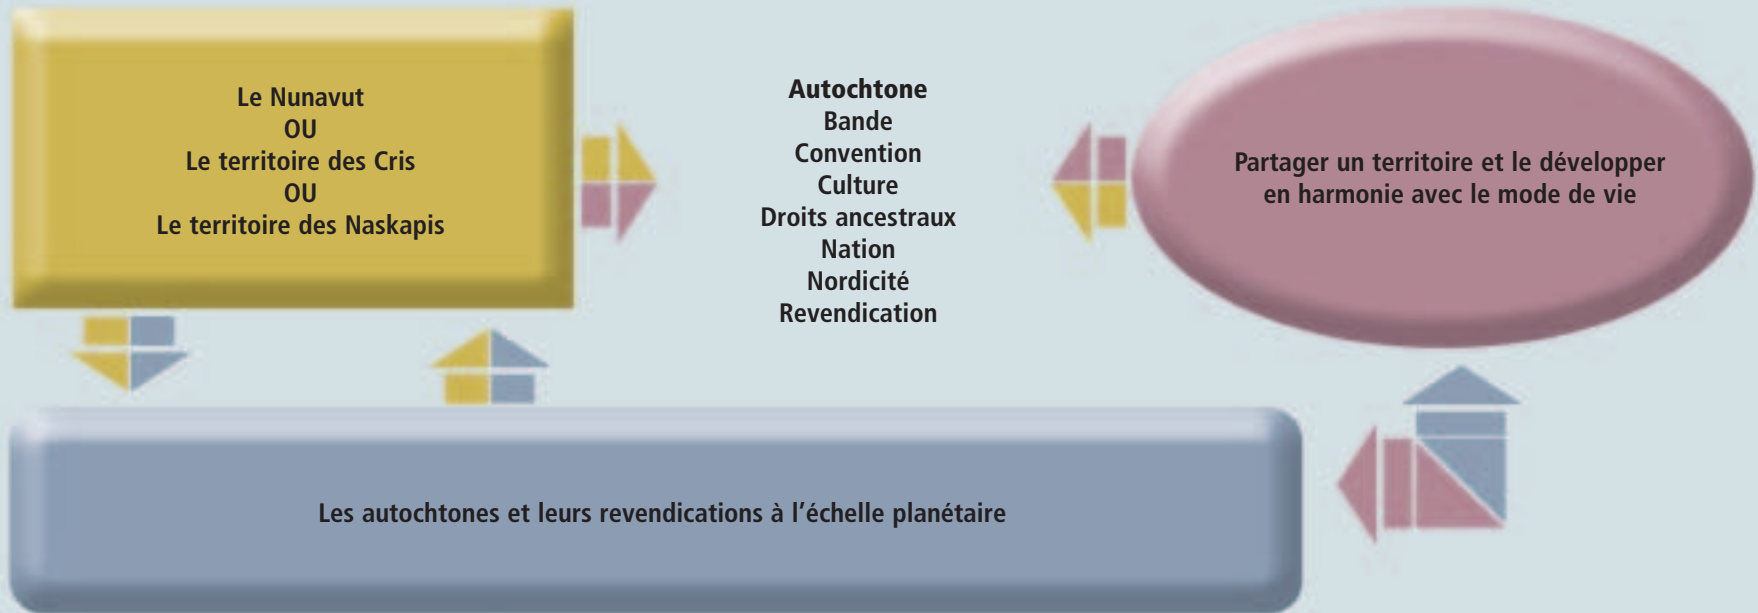 Le Nunavut
OU
Le territoire des Cris
OU
Le territoire des Naskapis
Autochtone
Bande
Convention
Culture
Droits ancestraux
Nation
Nordicité
Revendication
Partager un territoire et le développer
en harmonie avec le mode de vie
Les autochtones et leurs revendications à l’échelle planétaire